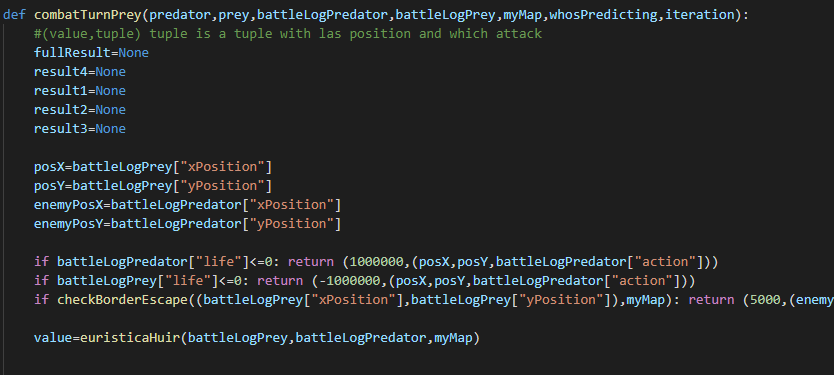 def combatTurnPrey(predator,prey,battleLogPredator,battleLogPrey,myMap,whosPredicting,iteration):
    #(value,tuple) tuple is a tuple with las position and which attack
    fullResult=None
    result4=None
    result1=None
    result2=None
    result3=None

    posX=battleLogPrey["xPosition"]
    posY=battleLogPrey["yPosition"]
    enemyPosX=battleLogPredator["xPosition"]
    enemyPosY=battleLogPredator["yPosition"]

    if battleLogPredator["life"]<=0: return (1000000,(posX,posY,battleLogPredator["action"]))
    if battleLogPrey["life"]<=0: return (-1000000,(posX,posY,battleLogPredator["action"]))
    if checkBorderEscape((battleLogPrey["xPosition"],battleLogPrey["yPosition"]),myMap): return (5000,(enemy

    value=euristicaHuir(battleLogPrey,battleLogPredator,myMap)